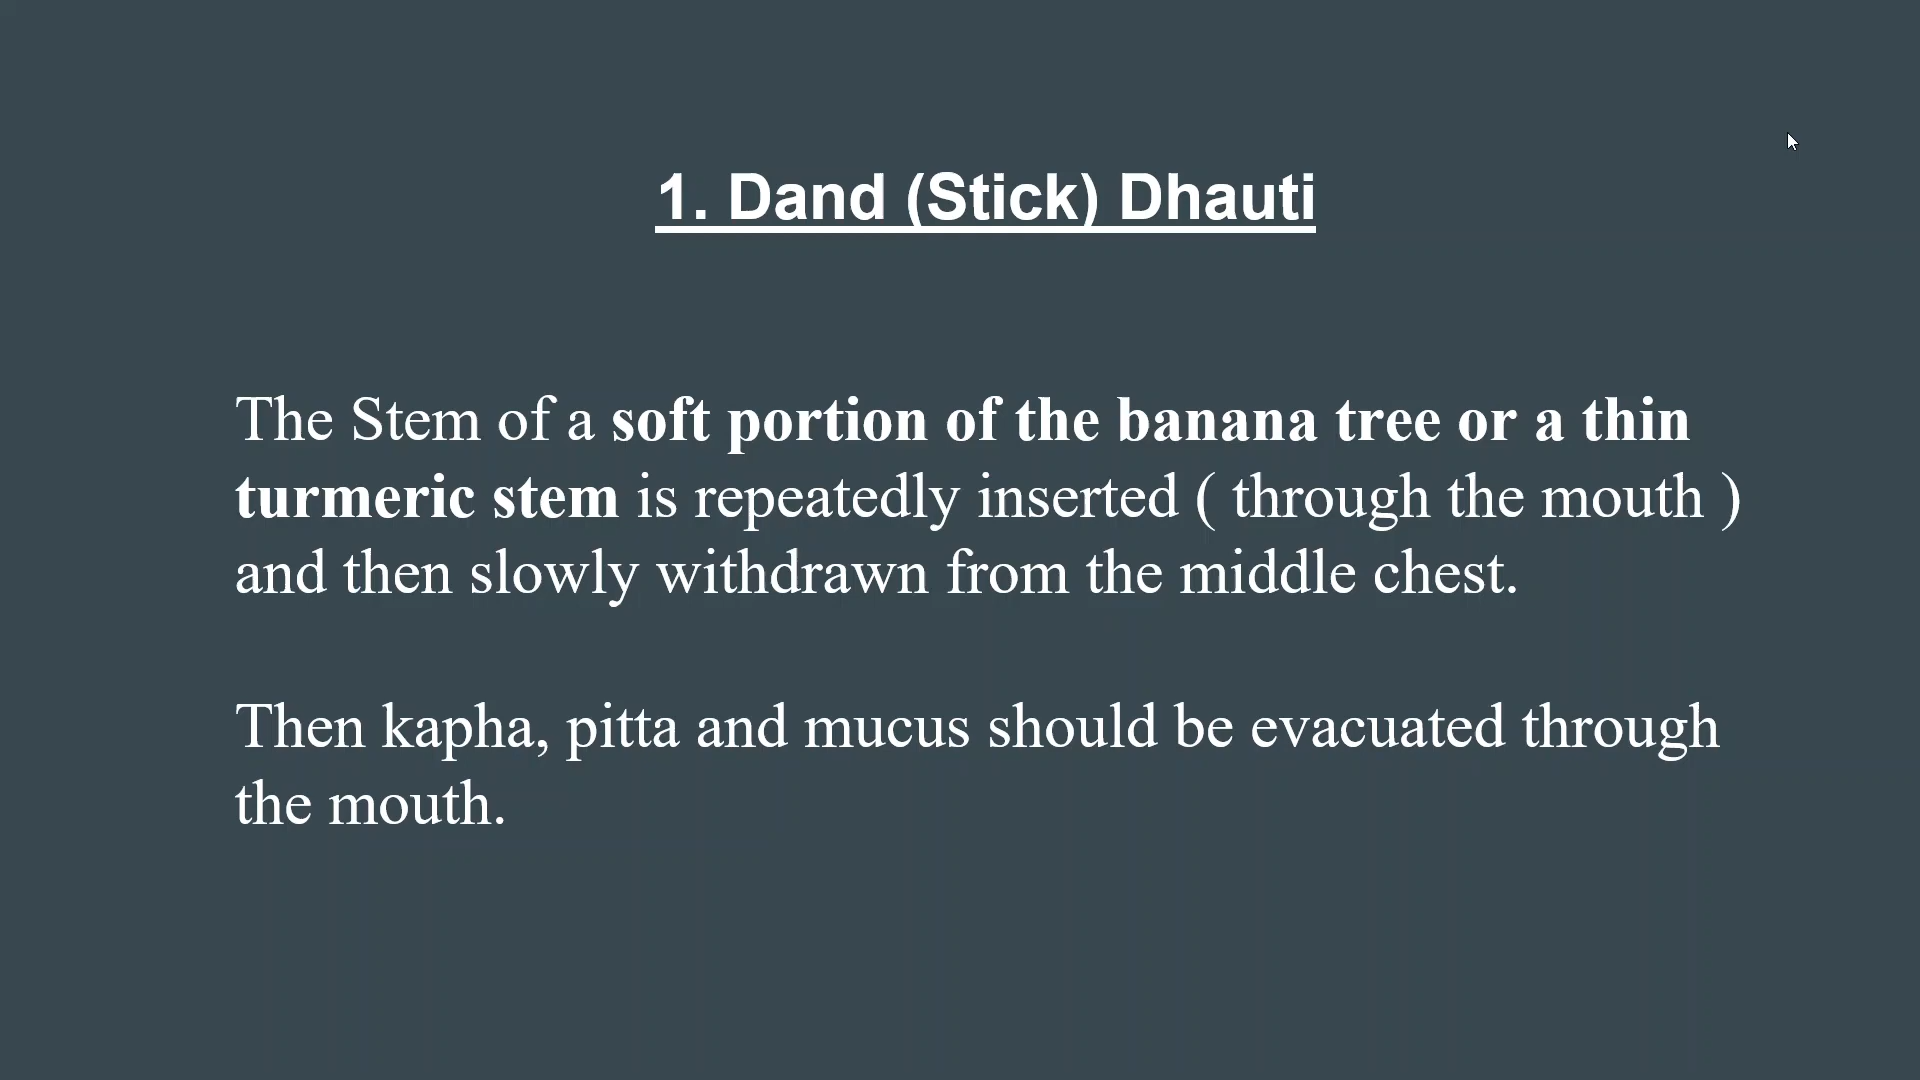 1. Dand (Stick) Dhauti
The Stem of a soft portion of the banana tree or a thin
turmeric stem is repeatedly inserted ( through the mouth )
and then slowly withdrawn from the middle chest.
Then kapha, pitta and mucus should be evacuated through
the mouth.